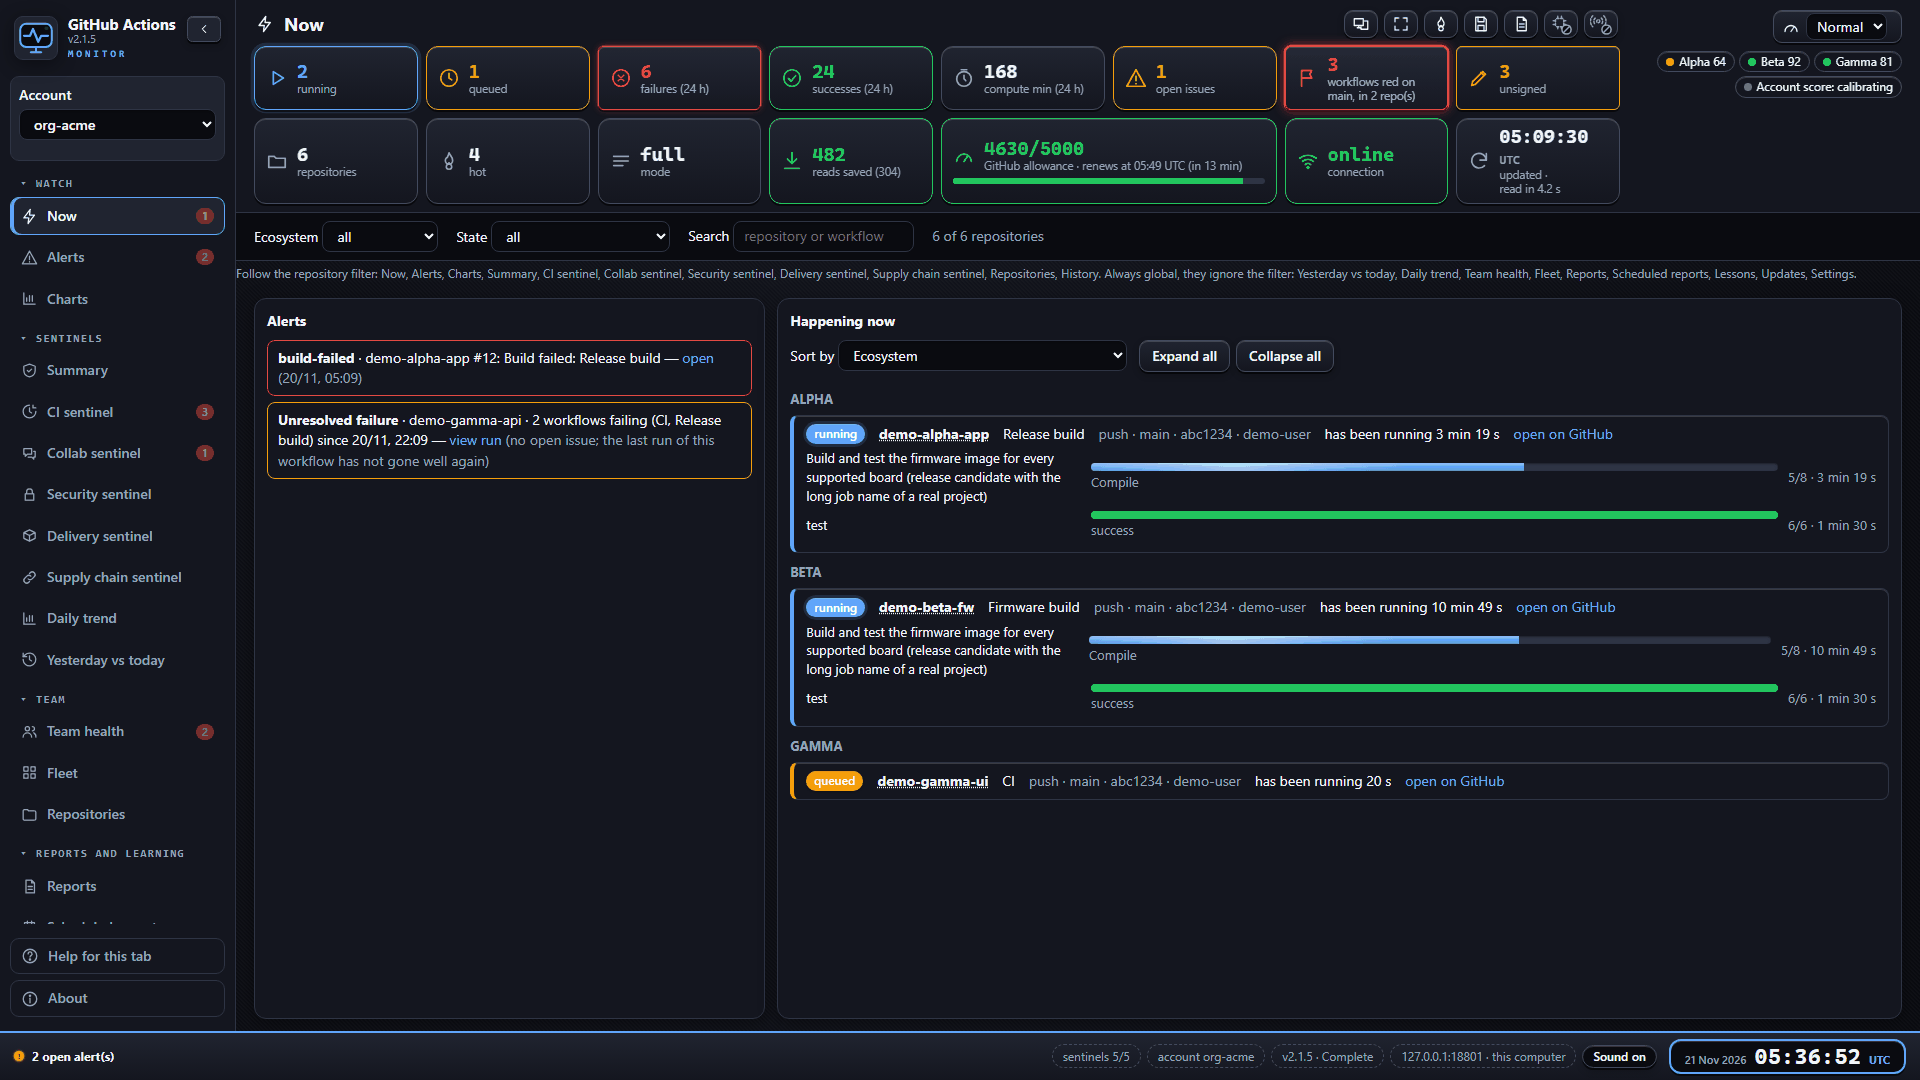 GitHub Actions
v2.1.5
MONITOR
Account
org-acme
WATCH
Now 1
Alerts 2
Charts
SENTINELS
Summary
CI sentinel 3
Collab sentinel 1
Security sentinel
Delivery sentinel
Supply chain sentinel
Daily trend
Yesterday vs today
TEAM
Team health 2
Fleet
Repositories
REPORTS AND LEARNING
Reports
Help for this tab
About
Now
Normal
2
running
1
queued
6
failures (24 h)
24
successes (24 h)
168
compute min (24 h)
1
open issues
3
workflows red on
main, in 2 repo(s)
3
unsigned
Alpha 64
Beta 92
Gamma 81
Account score: calibrating
6
repositories
4
hot
full
mode
482
reads saved (304)
4630/5000
GitHub allowance · renews at 05:49 UTC (in 13 min)
online
connection
05:09:30
UTC
updated ·
read in 4.2 s
Ecosystem all State all Search repository or workflow 6 of 6 repositories
Follow the repository filter: Now, Alerts, Charts, Summary, CI sentinel, Collab sentinel, Security sentinel, Delivery sentinel, Supply chain sentinel, Repositories, History. Always global, they ignore the filter: Yesterday vs today, Daily trend, Team health, Fleet, Reports, Scheduled reports, Lessons, Updates, Settings.
Alerts
build-failed · demo-alpha-app #12: Build failed: Release build — open
(20/11, 05:09)
Unresolved failure · demo-gamma-api · 2 workflows failing (CI, Release
build) since 20/11, 22:09 — view run (no open issue; the last run of this
workflow has not gone well again)
Happening now
Sort by Ecosystem Expand all Collapse all
ALPHA
running demo-alpha-app Release build push · main · abc1234 · demo-user has been running 3 min 19 s open on GitHub
Build and test the firmware image for every
supported board (release candidate with the
long job name of a real project)
Compile
5/8 · 3 min 19 s
test
success
6/6 · 1 min 30 s
BETA
running demo-beta-fw Firmware build push · main · abc1234 · demo-user has been running 10 min 49 s open on GitHub
Build and test the firmware image for every
supported board (release candidate with the
long job name of a real project)
Compile
5/8 · 10 min 49 s
test
success
6/6 · 1 min 30 s
GAMMA
queued demo-gamma-ui CI push · main · abc1234 · demo-user has been running 20 s open on GitHub
2 open alert(s)
sentinels 5/5
account org-acme
v2.1.5 · Complete
127.0.0.1:18801 · this computer
Sound on
21 Nov 2026 05:36:52 UTC